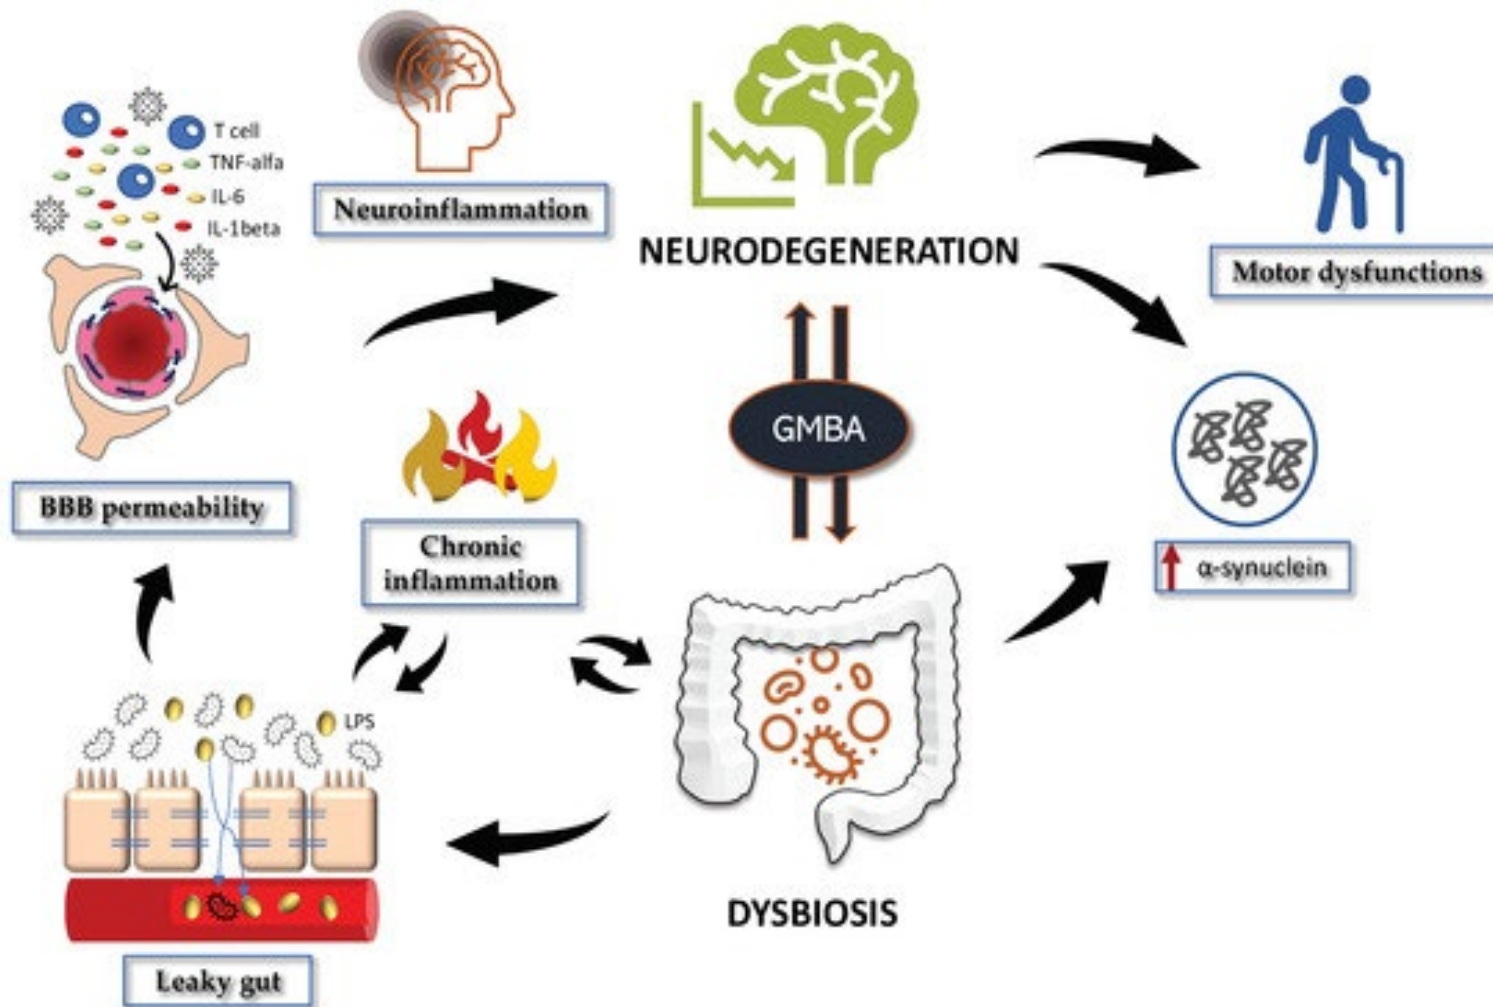 T cell
TNF-alfa
IL-6
IL-1beta
Neuroinflammation
NEURODEGENERATION
Motor dysfunctions
BBB permeability
Chronic
inflammation
GMBA
α-synuclein
LPS
Leaky gut
DYSBIOSIS